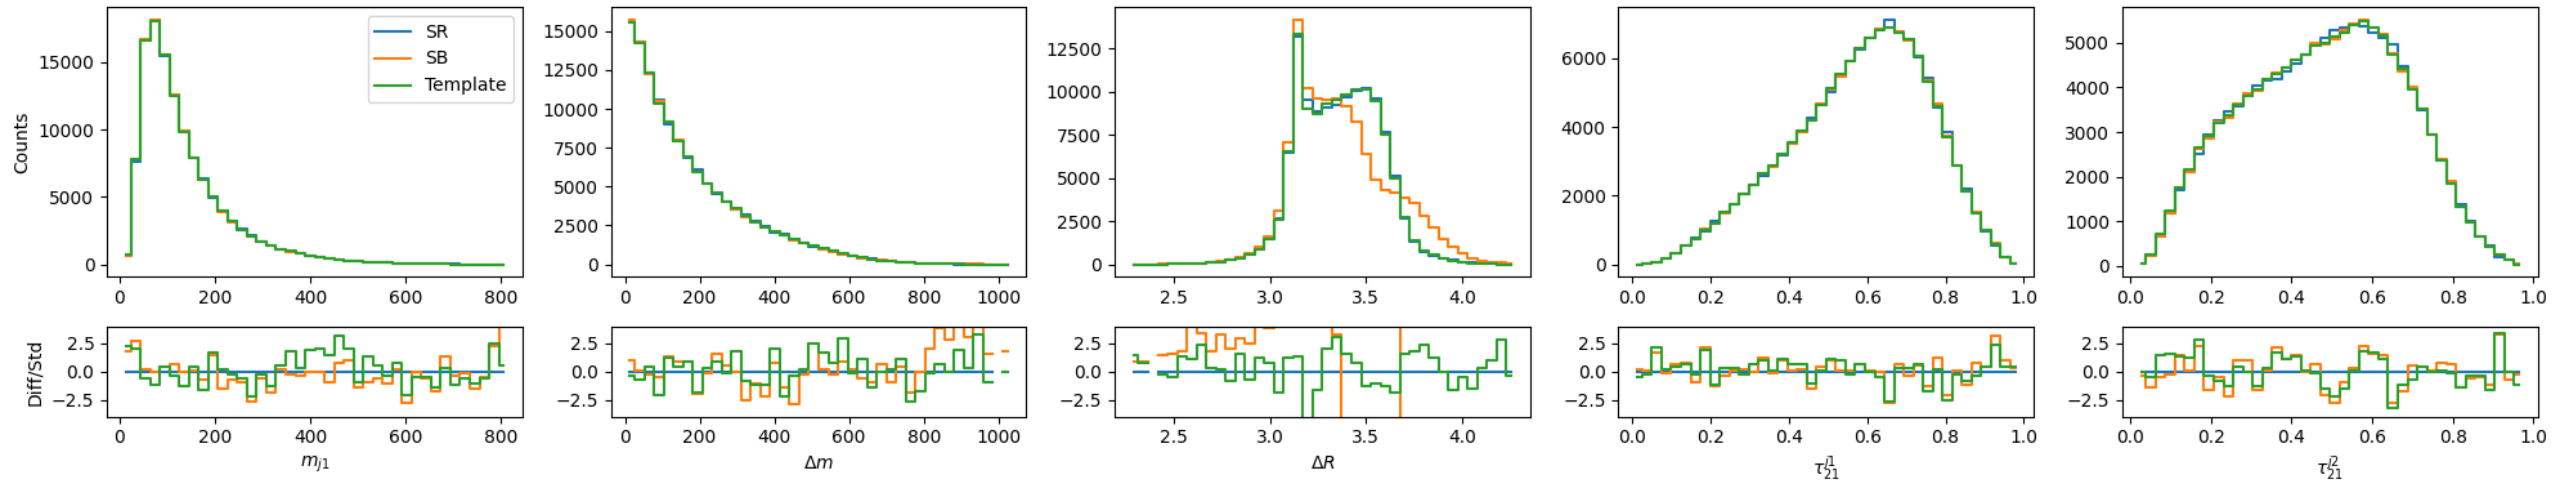 Counts
15000
10000
5000
0
SR
SB
Template
0 200 400 600 800
15000
12500
10000
7500
5000
2500
0
0 200 400 600 800 1000
12500
10000
7500
5000
2500
0
2.5 3.0 3.5 4.0
6000
4000
2000
0
0.0 0.2 0.4 0.6 0.8 1.0
5000
4000
3000
2000
1000
0
0.0 0.2 0.4 0.6 0.8 1.0
Diff/Std
2.5
0.0
−2.5
0 200 400 600 800
m_{j1}
2.5
0.0
−2.5
0 200 400 600 800 1000
Δm
2.5
0.0
−2.5
2.5 3.0 3.5 4.0
ΔR
2.5
0.0
−2.5
0.0 0.2 0.4 0.6 0.8 1.0
τ_{21}^{j1}
2.5
0.0
−2.5
0.0 0.2 0.4 0.6 0.8 1.0
τ_{21}^{j2}